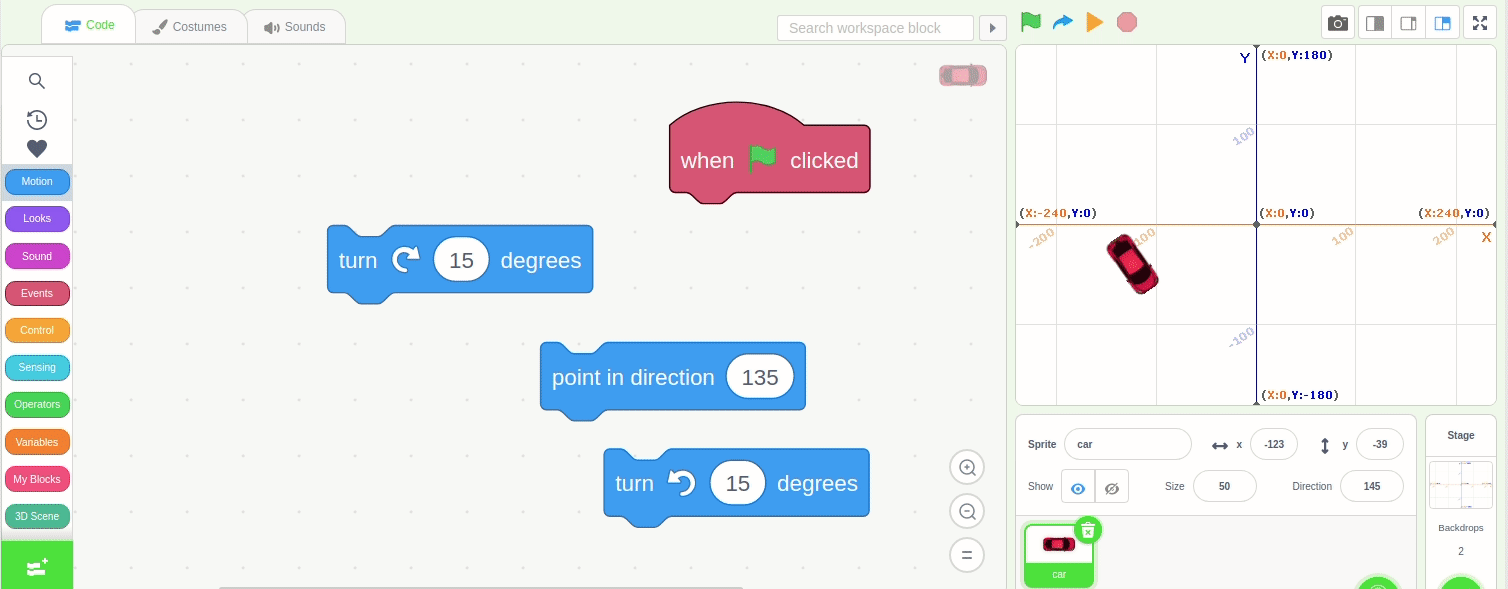 Code
Costumes
Sounds
Search workspace block
Motion
Looks
Sound
Events
Control
Sensing
Operators
Variables
My Blocks
3D Scene
when clicked
turn 15 degrees
point in direction 135
turn 15 degrees
Y
(X:0,Y:180)
100
(X:-240,Y:0)
(X:0,Y:0)
(X:240,Y:0)
-200
100
100
200
X
-100
(X:0,Y:-180)
Sprite car x -123 y -39
Show Size 50 Direction 145
car
Stage
Backdrops
2